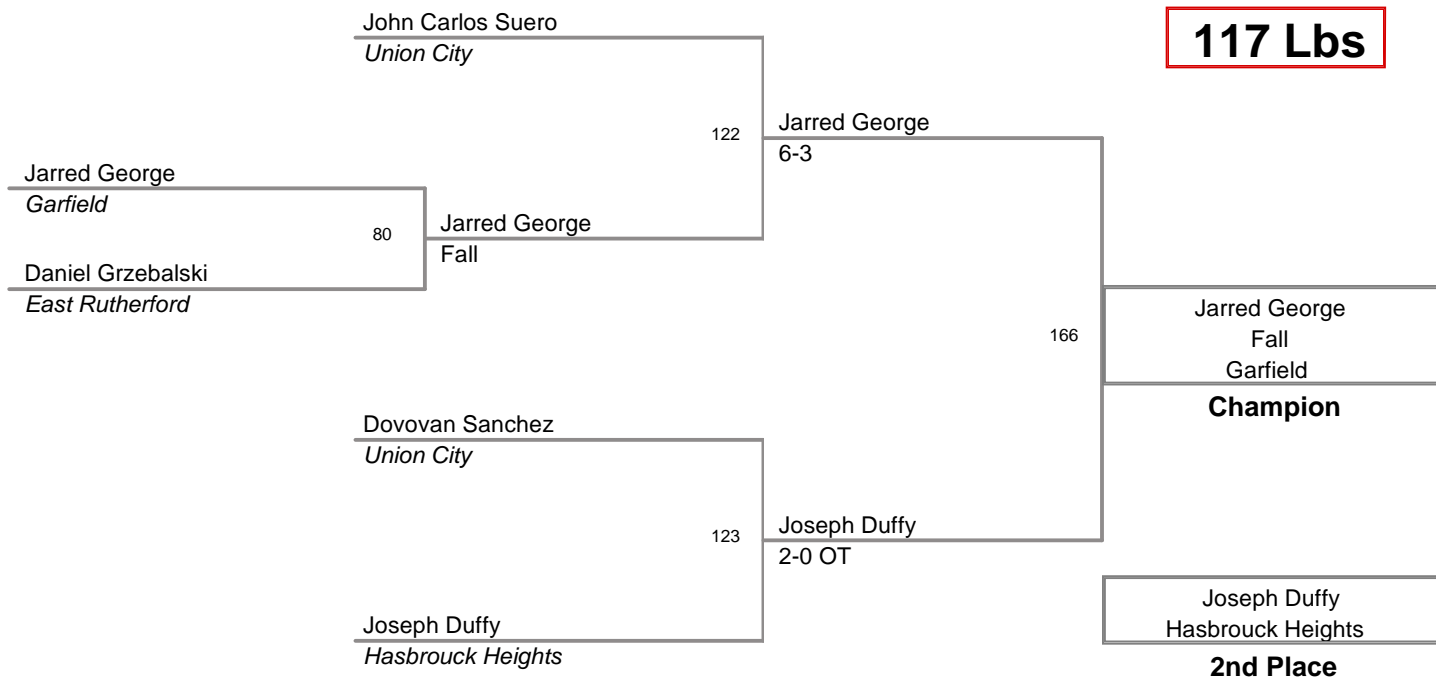 John Carlos Suero
Union City
117 Lbs
122
Jarred George
6-3
Jarred George
Garfield
80
Jarred George
Fall
Daniel Grzebalski
East Rutherford
166
Jarred George
Fall
Garfield
Champion
Dovovan Sanchez
Union City
123
Joseph Duffy
2-0 OT
Joseph Duffy
Hasbrouck Heights
Joseph Duffy
Hasbrouck Heights
2nd Place